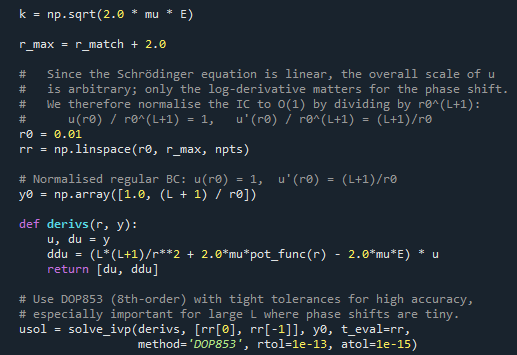 k = np.sqrt(2.0 * mu * E)
r_max = r_match + 2.0
#   Since the Schrödinger equation is linear, the overall scale of u
#   is arbitrary; only the log-derivative matters for the phase shift.
#   We therefore normalise the IC to O(1) by dividing by r0^(L+1):
#      u(r0) / r0^(L+1) = 1,   u'(r0) / r0^(L+1) = (L+1)/r0
r0 = 0.01
rr = np.linspace(r0, r_max, npts)
# Normalised regular BC: u(r0) = 1,  u'(r0) = (L+1)/r0
y0 = np.array([1.0, (L + 1) / r0])
def derivs(r, y):
    u, du = y
    ddu = (L*(L+1)/r**2 + 2.0*mu*pot_func(r) - 2.0*mu*E) * u
    return [du, ddu]
# Use DOP853 (8th-order) with tight tolerances for high accuracy,
# especially important for large L where phase shifts are tiny.
usol = solve_ivp(derivs, [rr[0], rr[-1]], y0, t_eval=rr,
                 method='DOP853', rtol=1e-13, atol=1e-15)